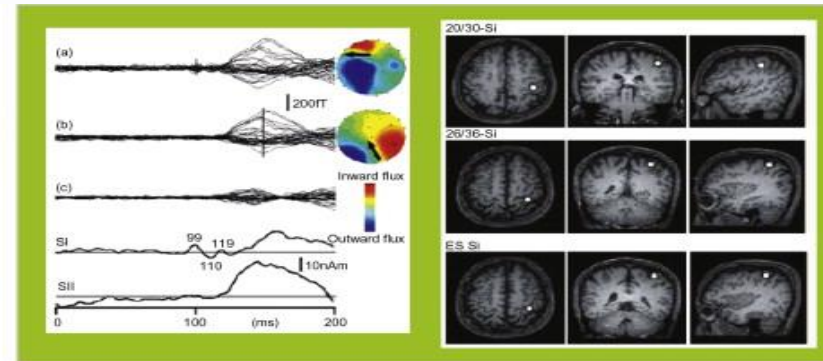 (a)
200fT
(b)
Inward flux
(c)
SI
99
119
110
Outward flux
10nAm
SII
0
100
(ms)
200
20/30-Si
26/36-Si
ES Si